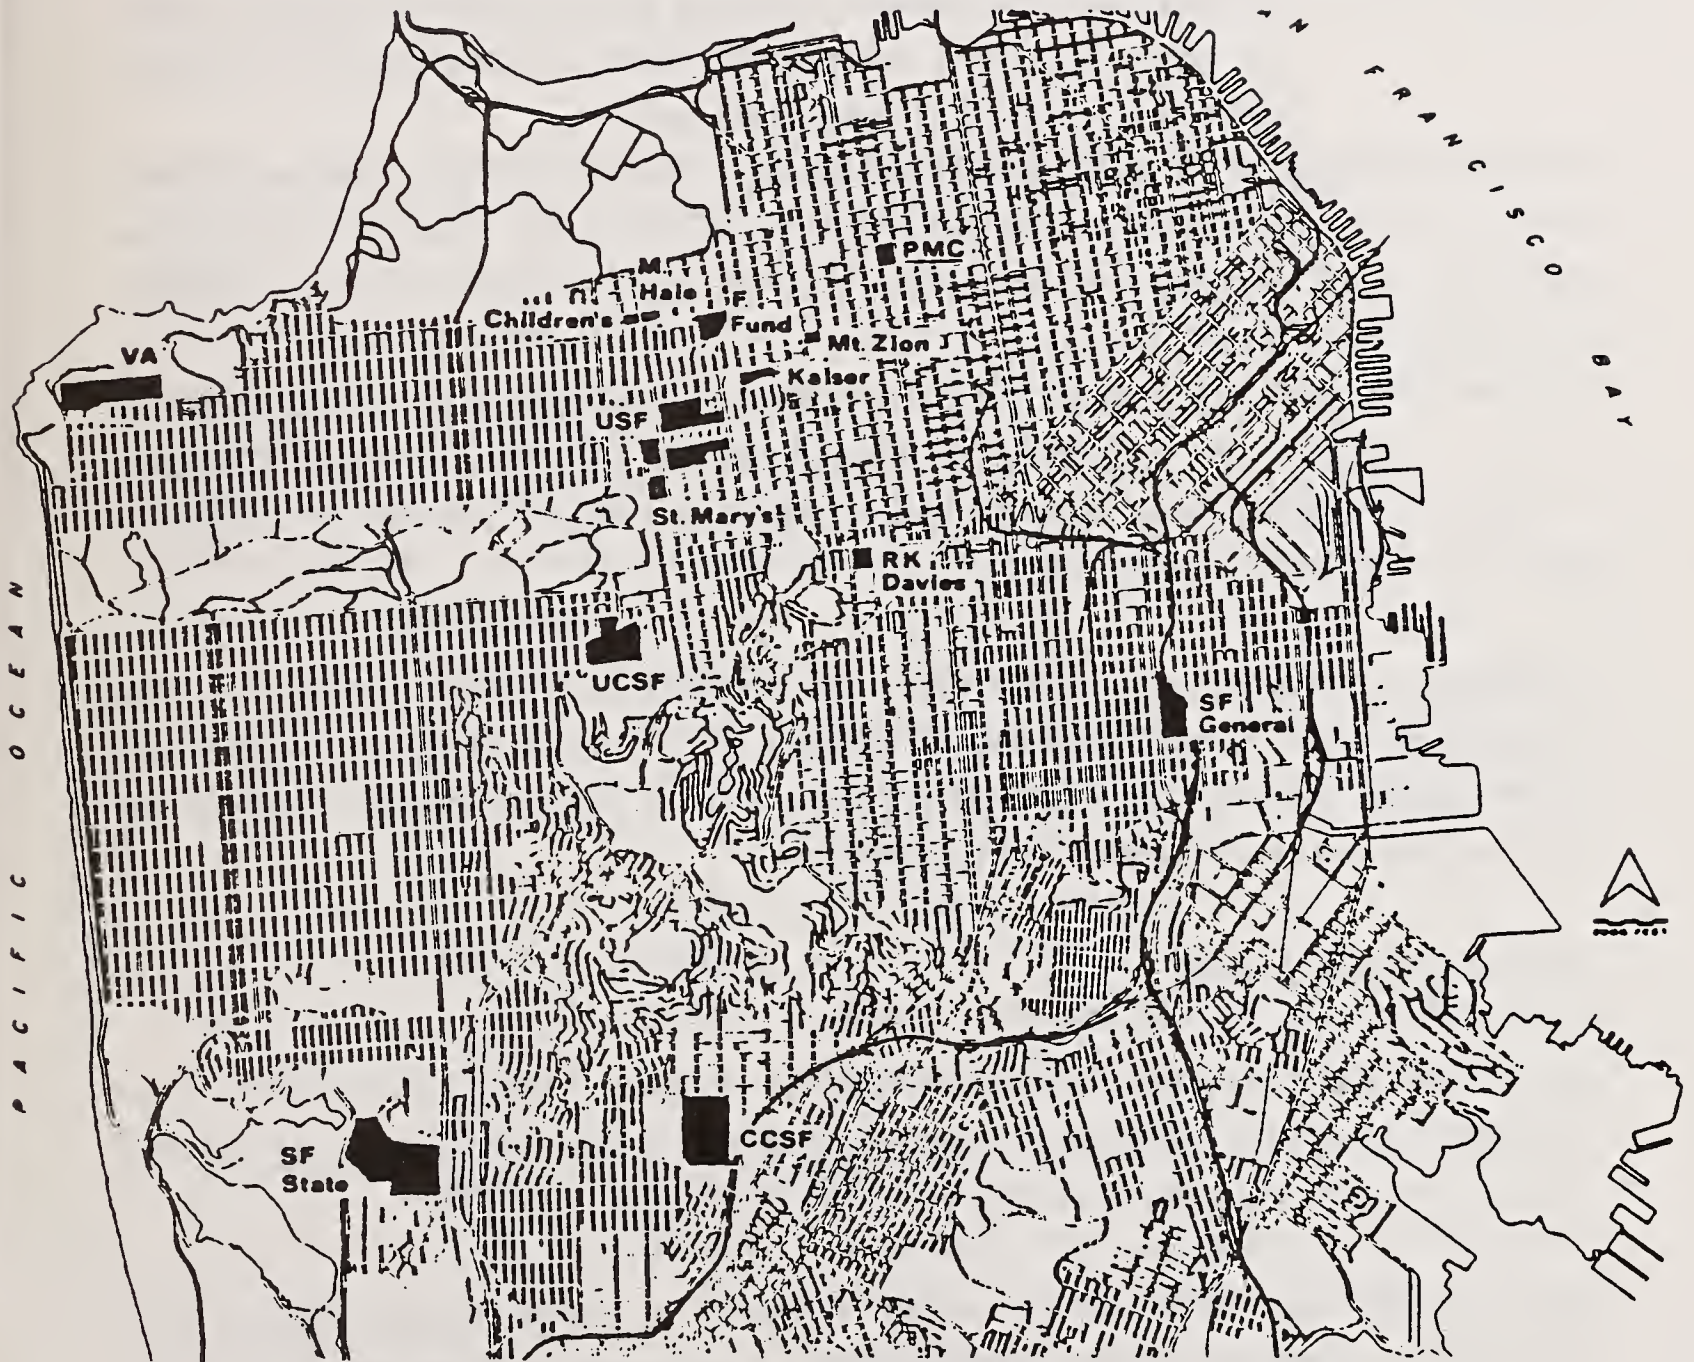 AN FRANCISCO BAY
PMC
M.
Hale
F.
Fund
Children's
Mt. Zion
VA
Kaiser
USF
St. Mary's
RK
Davies
PACIFIC OCEAN
UCSF
SF
General
CCSF
SF
State